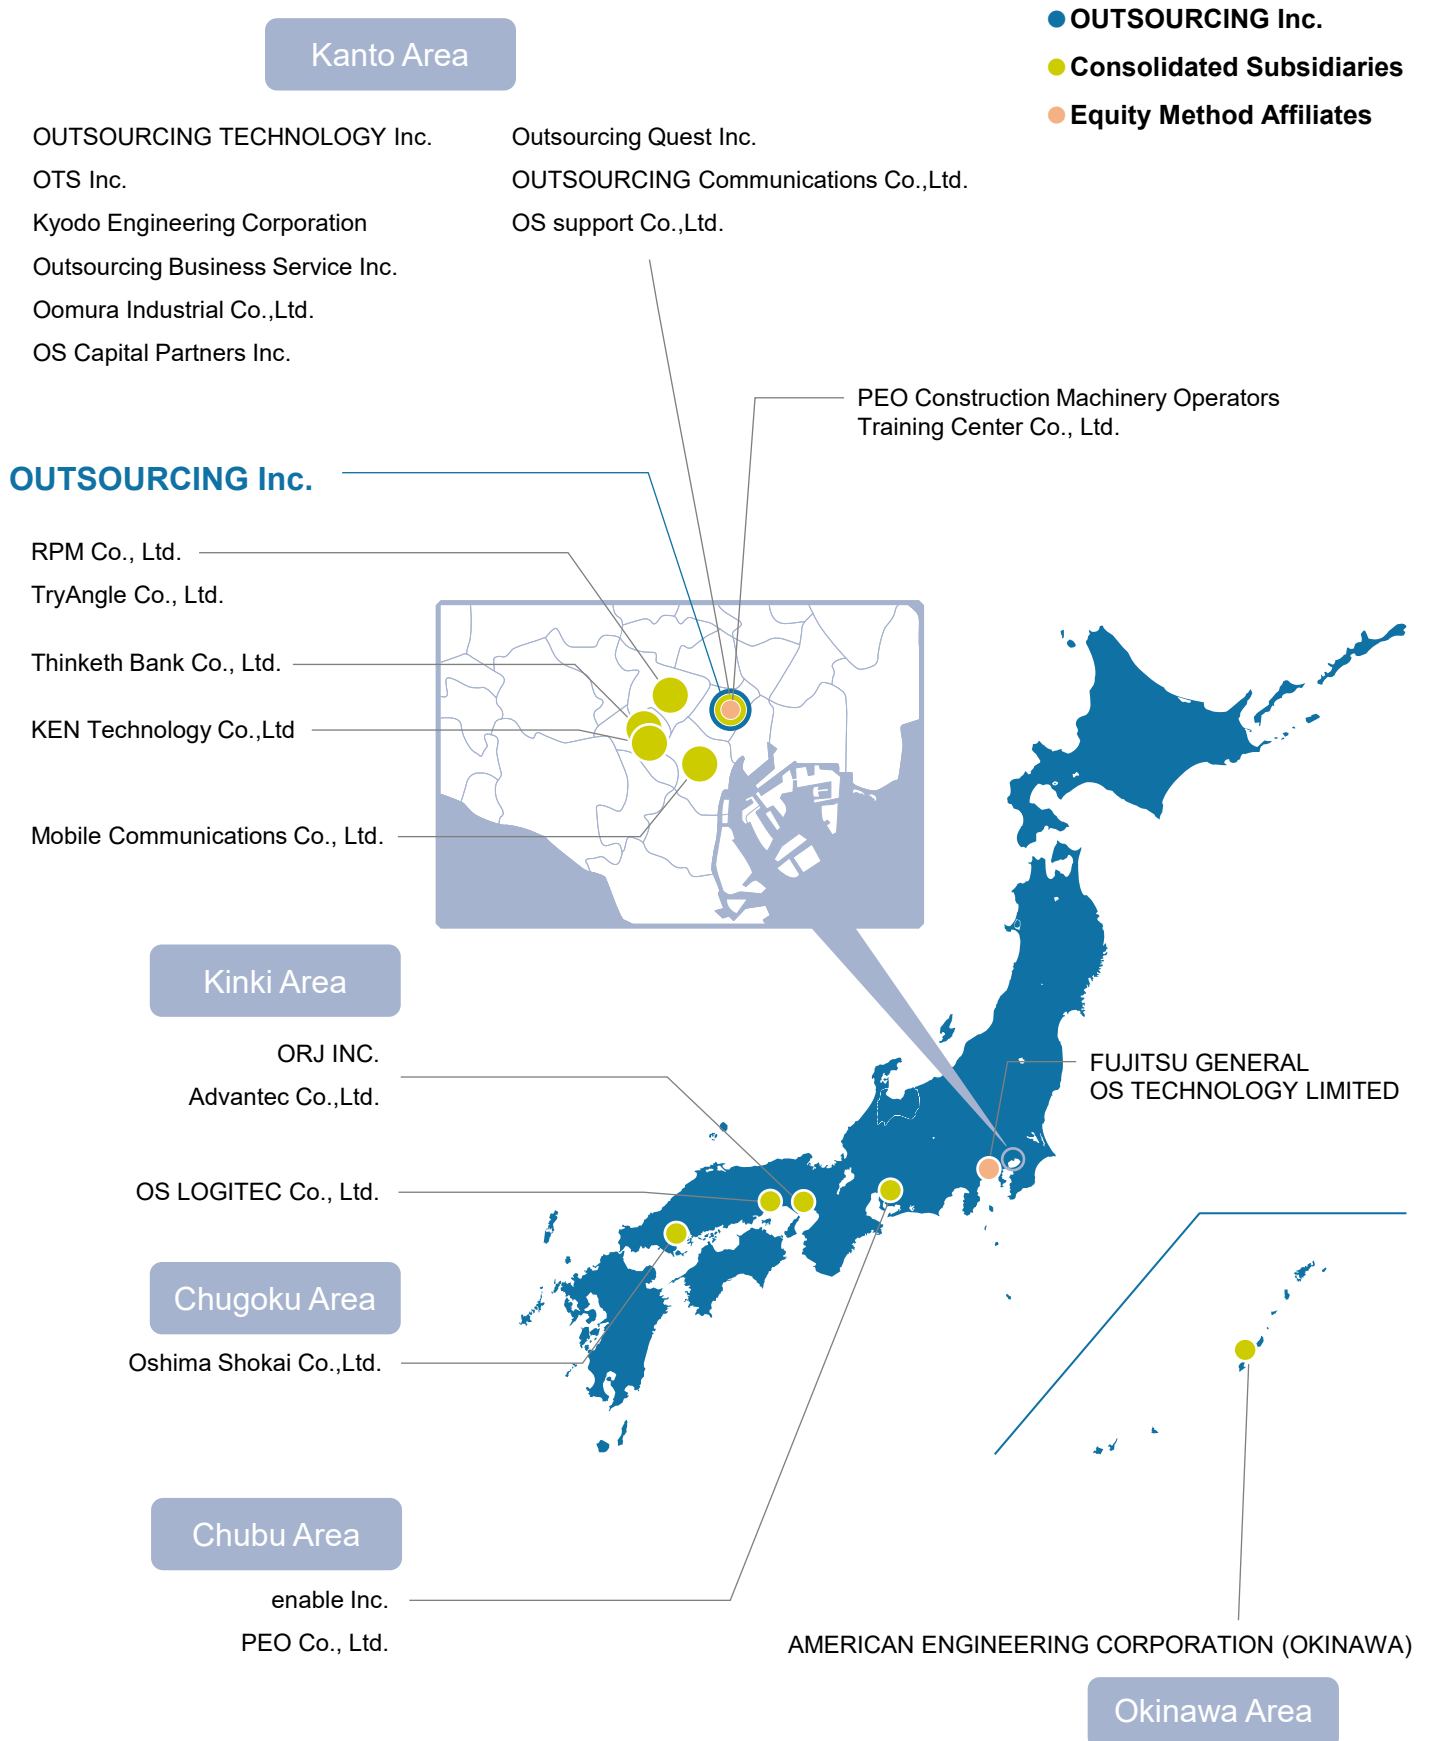 Kanto Area
OUTSOURCING Inc.
Consolidated Subsidiaries
Equity Method Affiliates
OUTSOURCING TECHNOLOGY Inc.
OTS Inc.
Kyodo Engineering Corporation
Outsourcing Business Service Inc.
Oomura Industrial Co.,Ltd.
OS Capital Partners Inc.
Outsourcing Quest Inc.
OUTSOURCING Communications Co.,Ltd.
OS support Co.,Ltd.
PEO Construction Machinery Operators
Training Center Co., Ltd.
OUTSOURCING Inc.
RPM Co., Ltd.
TryAngle Co., Ltd.
Thinketh Bank Co., Ltd.
KEN Technology Co.,Ltd
Mobile Communications Co., Ltd.
Kinki Area
ORJ INC.
Advantec Co.,Ltd.
OS LOGITEC Co., Ltd.
FUJITSU GENERAL
OS TECHNOLOGY LIMITED
Chugoku Area
Oshima Shokai Co.,Ltd.
Chubu Area
enable Inc.
PEO Co., Ltd.
AMERICAN ENGINEERING CORPORATION (OKINAWA)
Okinawa Area